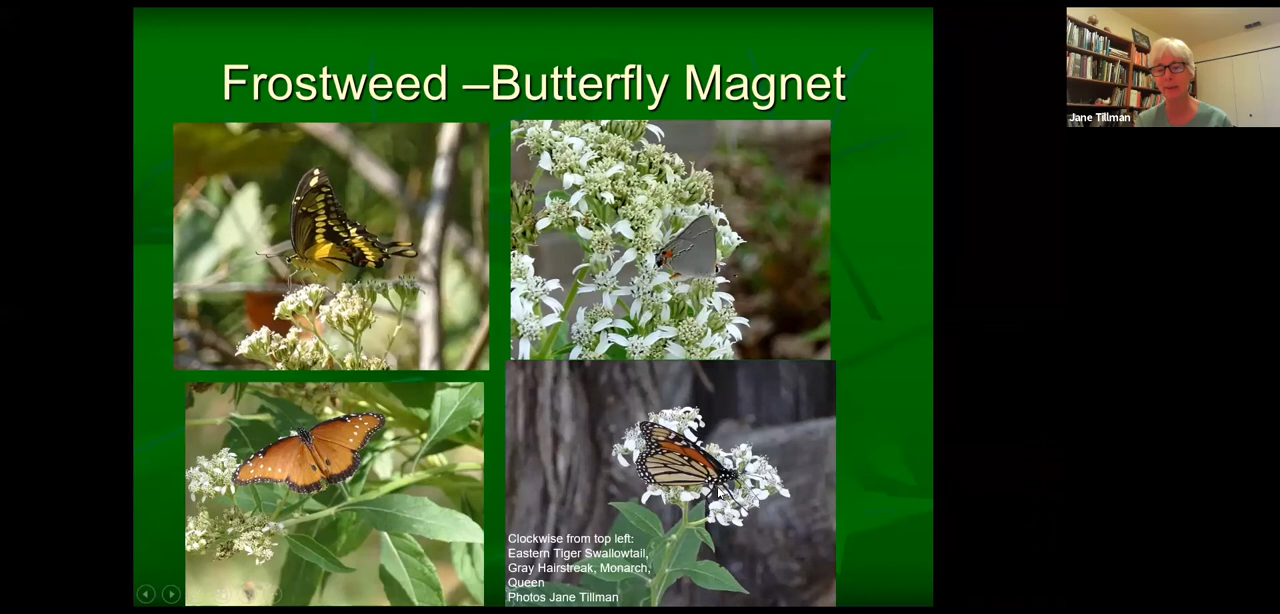 Frostweed –Butterfly Magnet
Jane Tillman
Clockwise from top left:
Eastern Tiger Swallowtail,
Gray Hairstreak, Monarch,
Queen
Photos Jane Tillman